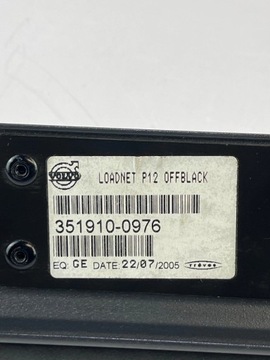 VOLVO
LOADNET P12 OFFBLACK
351910-0976
EQ: GE DATE: 22/07/2005 trèves